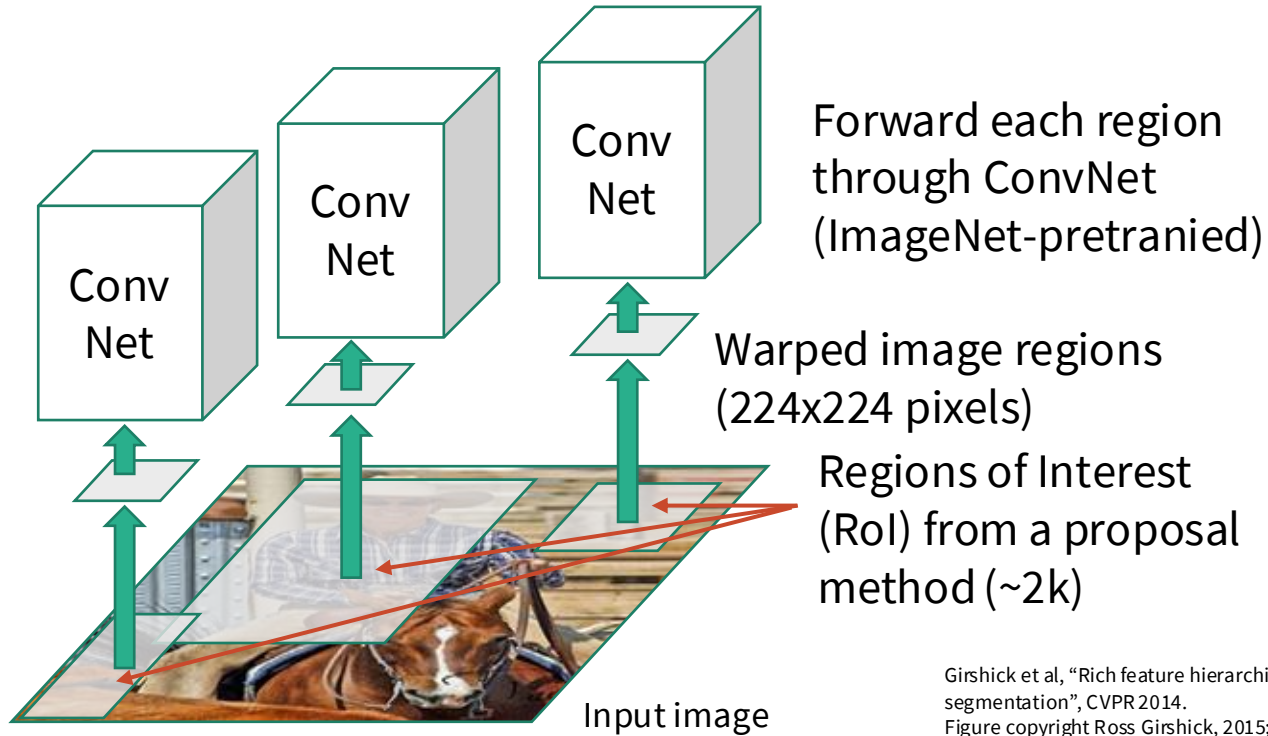 Conv
Net
Conv
Net
Conv
Net
Forward each region
through ConvNet
(ImageNet-pretranied)
Warped image regions
(224x224 pixels)
Regions of Interest
(RoI) from a proposal
method (~2k)
Input image
Girshick et al, “Rich feature hierarchi
segmentation”, CVPR 2014.
Figure copyright Ross Girshick, 2015;